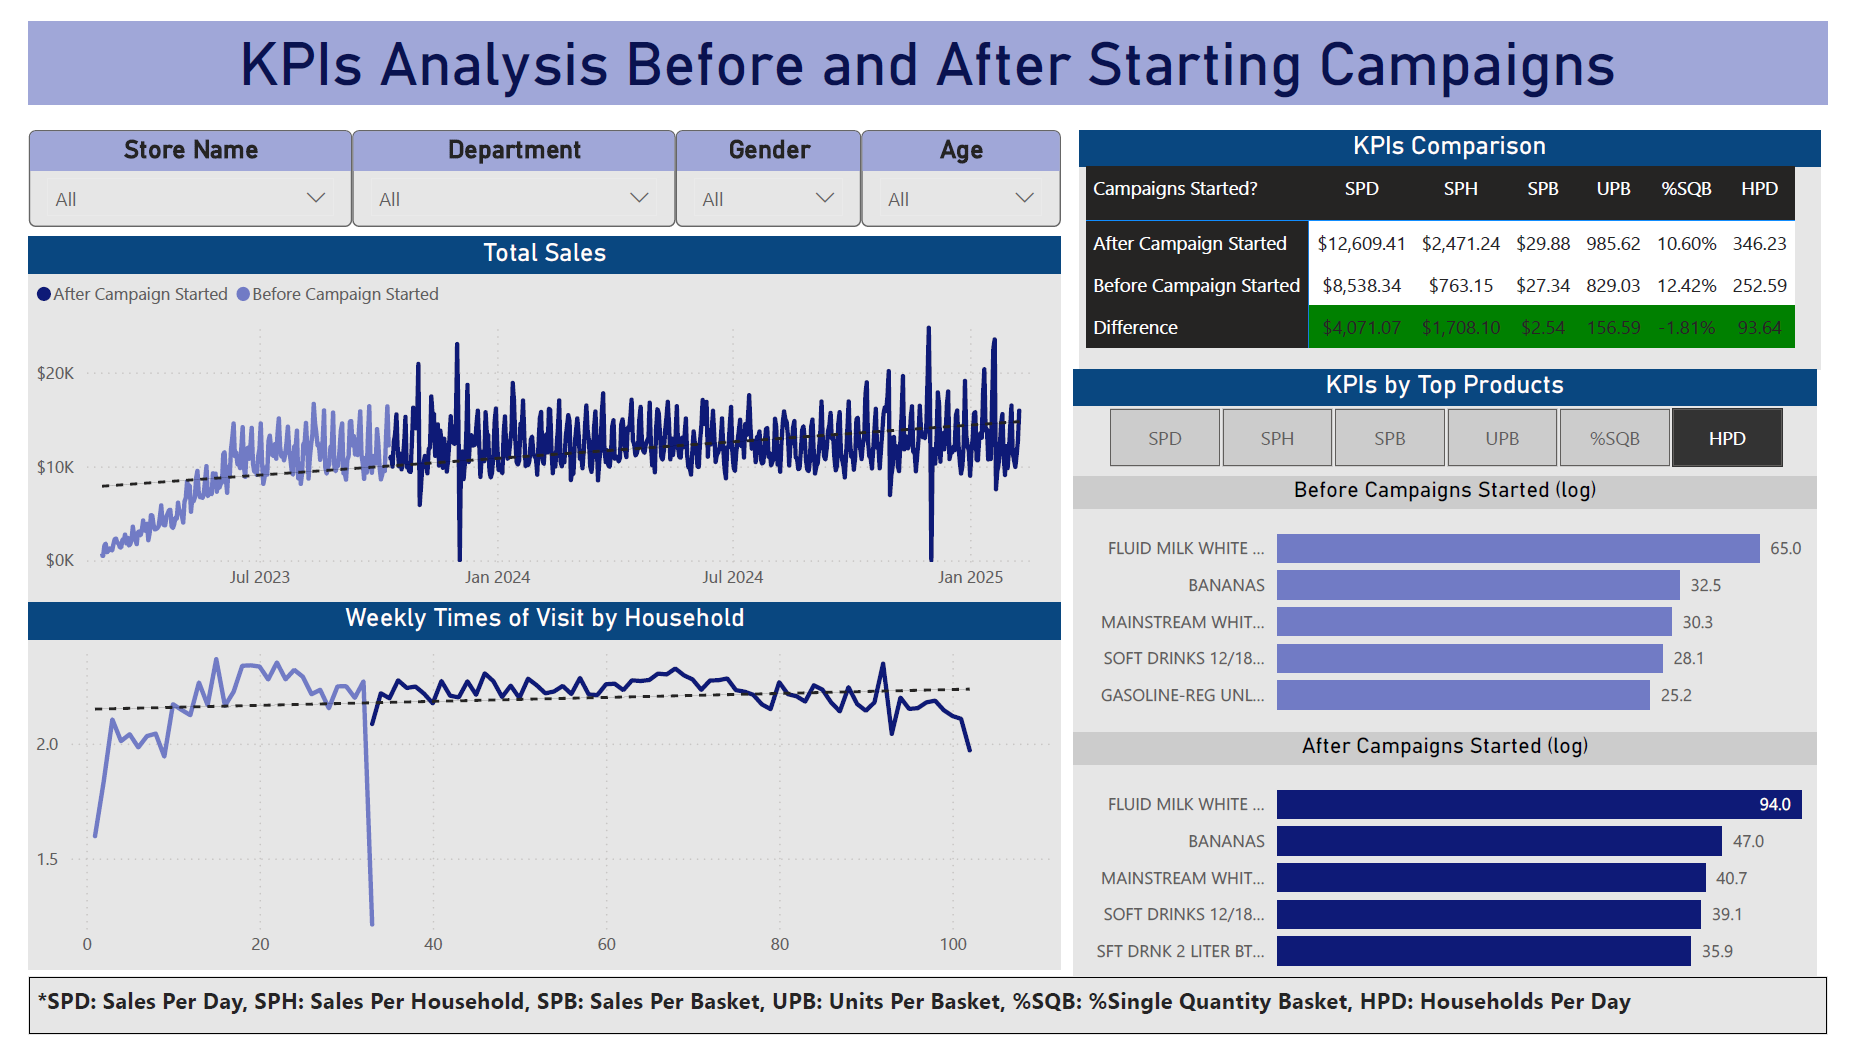 KPIs Analysis Before and After Starting Campaigns
Store Name Department Gender Age
All All All All
Total Sales
After Campaign Started Before Campaign Started
$20K
$10K
$0K
Jul 2023 Jan 2024 Jul 2024 Jan 2025
Weekly Times of Visit by Household
2.0
1.5
0 20 40 60 80 100
KPIs Comparison
Campaigns Started? SPD SPH SPB UPB %SQB HPD
After Campaign Started $12,609.41 $2,471.24 $29.88 985.62 10.60% 346.23
Before Campaign Started $8,538.34 $763.15 $27.34 829.03 12.42% 252.59
Difference $4,071.07 $1,708.10 $2.54 156.59 -1.81% 93.64
KPIs by Top Products
SPD SPH SPB UPB %SQB HPD
Before Campaigns Started (log)
FLUID MILK WHITE ... 65.0
BANANAS 32.5
MAINSTREAM WHIT... 30.3
SOFT DRINKS 12/18... 28.1
GASOLINE-REG UNL... 25.2
After Campaigns Started (log)
FLUID MILK WHITE ... 94.0
BANANAS 47.0
MAINSTREAM WHIT... 40.7
SOFT DRINKS 12/18... 39.1
SFT DRNK 2 LITER BT... 35.9
*SPD: Sales Per Day, SPH: Sales Per Household, SPB: Sales Per Basket, UPB: Units Per Basket, %SQB: %Single Quantity Basket, HPD: Households Per Day